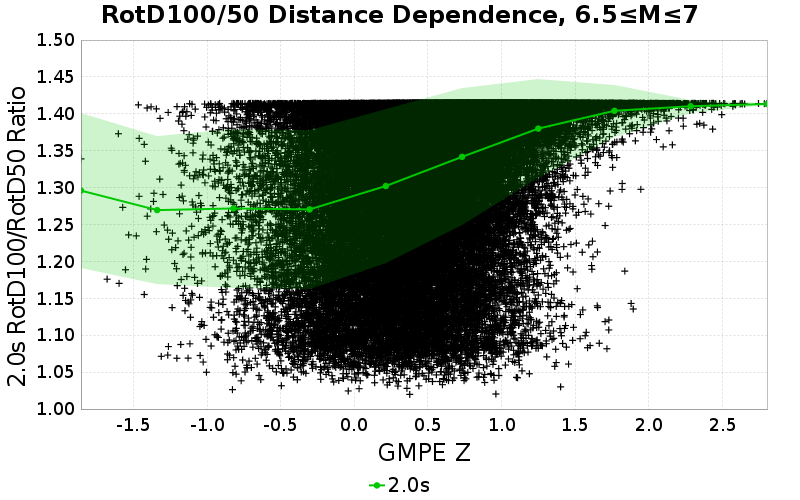 RotD100/50 Distance Dependence, 6.5≤M≤7
2.0s RotD100/RotD50 Ratio
1.50
1.45
1.40
1.35
1.30
1.25
1.20
1.15
1.10
1.05
1.00
-1.5 -1.0 -0.5 0.0 0.5 1.0 1.5 2.0 2.5
GMPE Z
2.0s